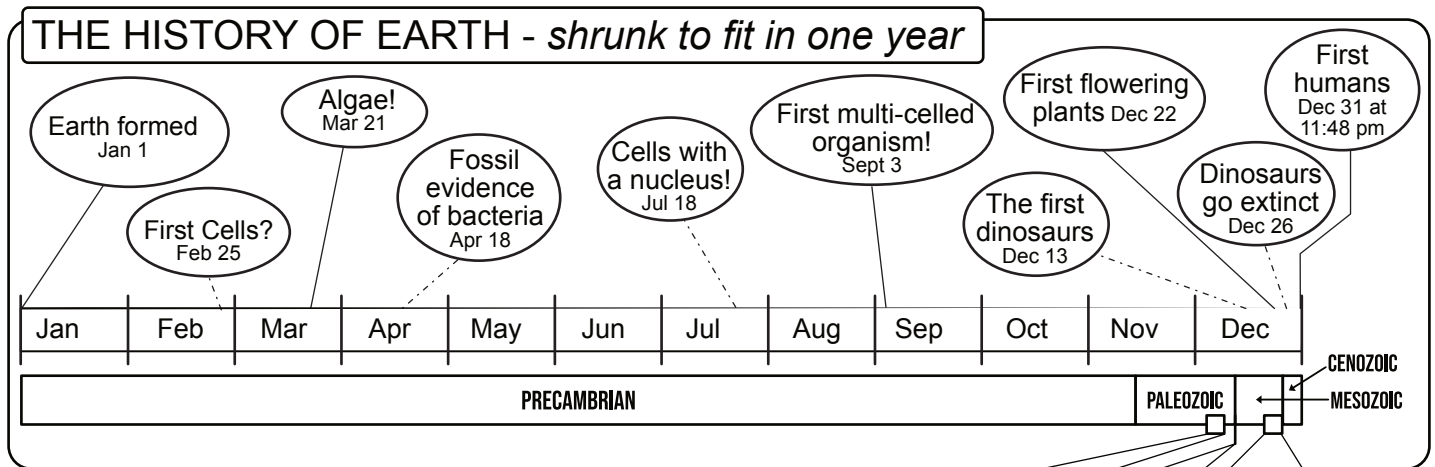 THE HISTORY OF EARTH - shrunk to fit in one year
Earth formed
Jan 1
First Cells?
Feb 25
Algae!
Mar 21
Fossil
evidence
of bacteria
Apr 18
Cells with
a nucleus!
Jul 18
First multi-celled
organism!
Sept 3
The first
dinosaurs
Dec 13
First flowering
plants Dec 22
Dinosaurs
go extinct
Dec 26
First
humans
Dec 31 at
11:48 pm
Jan Feb Mar Apr May Jun Jul Aug Sep Oct Nov Dec
PRECAMBRIAN
PALEOZOIC
CENOZOIC
MESOZOIC